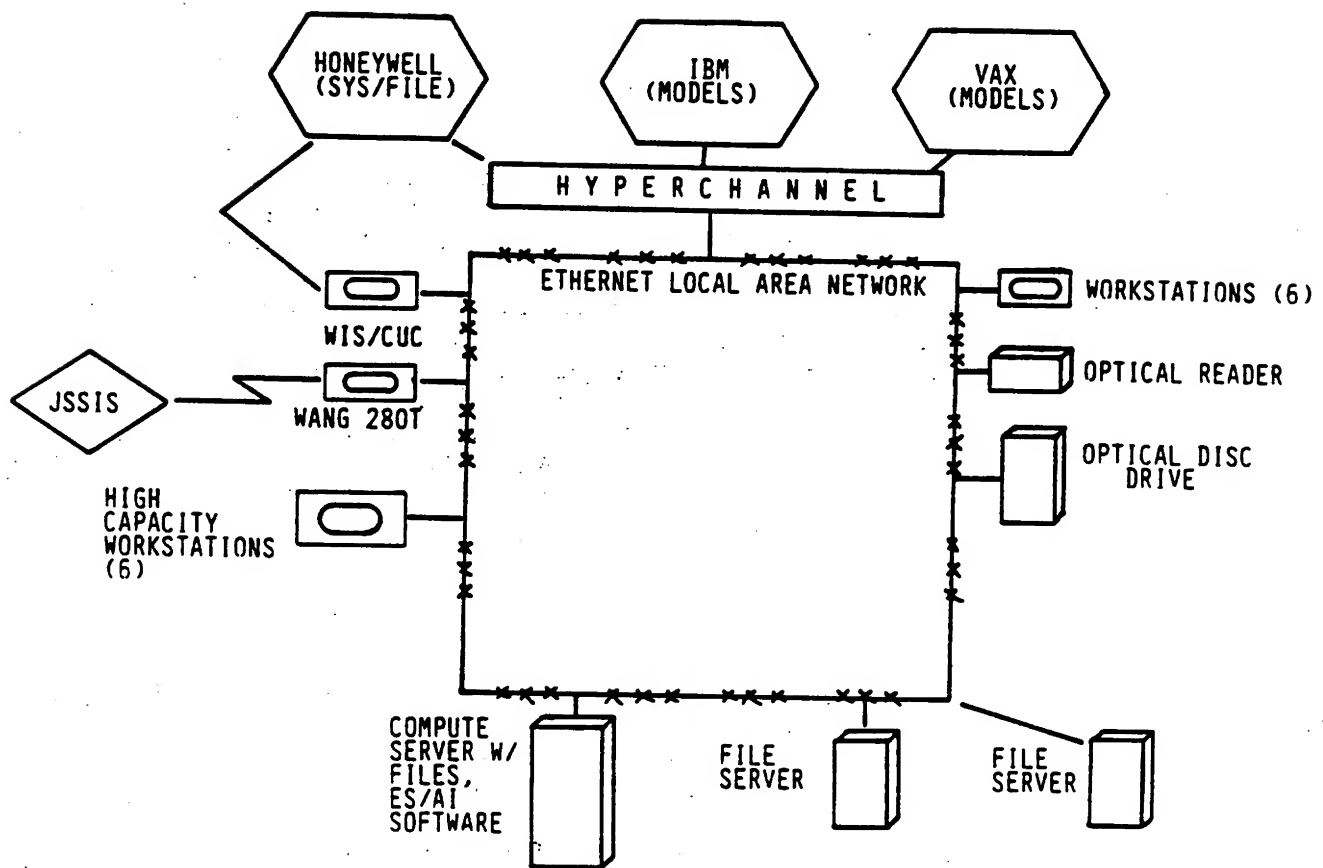 HONEYWELL
(SYS/FILE)
IBM
(MODELS)
VAX
(MODELS)
H Y P E R C H A N N E L
ETHERNET LOCAL AREA NETWORK
WIS/CUC
WORKSTATIONS (6)
JSSIS
WANG 280T
OPTICAL READER
OPTICAL DISC
DRIVE
HIGH
CAPACITY
WORKSTATIONS
(6)
COMPUTE
SERVER W/
FILES,
ES/AI
SOFTWARE
FILE
SERVER
FILE
SERVER